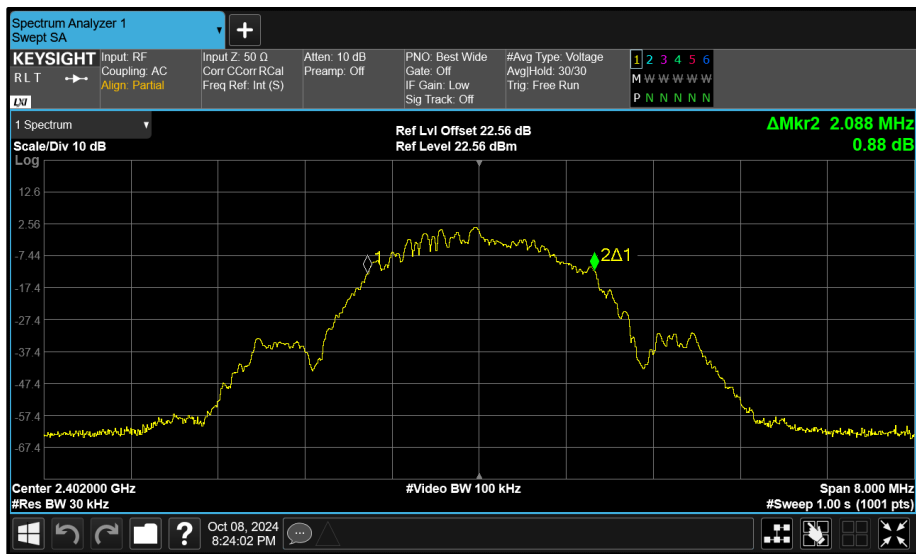 Spectrum Analyzer 1
Swept SA
+
KEYSIGHT
R L T
LXI
Input: RF
Coupling: AC
Align: Partial
Input Z: 50 Ω
Corr CCorr RCal
Freq Ref: Int (S)
Atten: 10 dB
Preamp: Off
PNO: Best Wide
Gate: Off
IF Gain: Low
Sig Track: Off
#Avg Type: Voltage
Avg|Hold: 30/30
Trig: Free Run
1 2 3 4 5 6
M W W W W W
P N N N N N
1 Spectrum
Scale/Div 10 dB
Ref Lvl Offset 22.56 dB
Ref Level 22.56 dBm
ΔMkr2 2.088 MHz
0.88 dB
Log
12.6
2.56
-7.44
-17.4
-27.4
-37.4
-47.4
-57.4
-67.4
1
2Δ1
Center 2.402000 GHz
#Res BW 30 kHz
#Video BW 100 kHz
Span 8.000 MHz
#Sweep 1.00 s (1001 pts)
?
Oct 08, 2024
8:24:02 PM